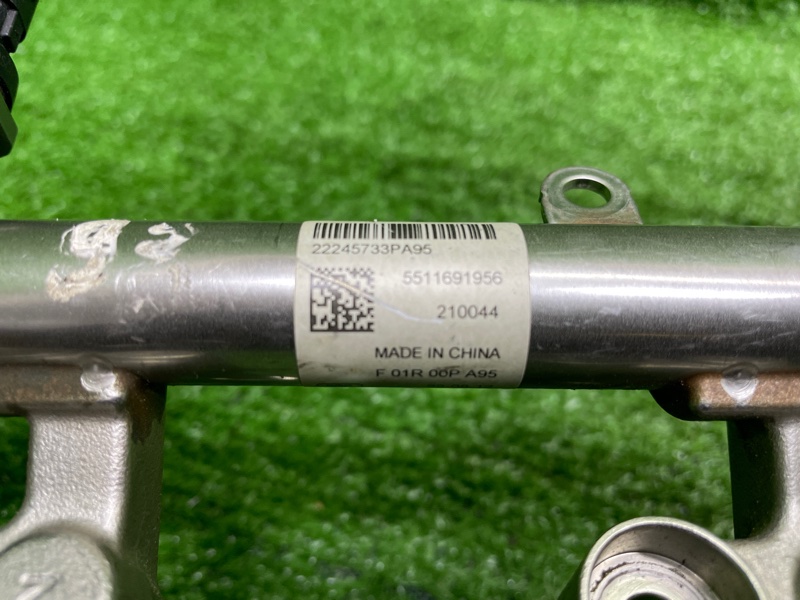 22245733PA95
5511691956
210044
MADE IN CHINA
F 01R 00P A95